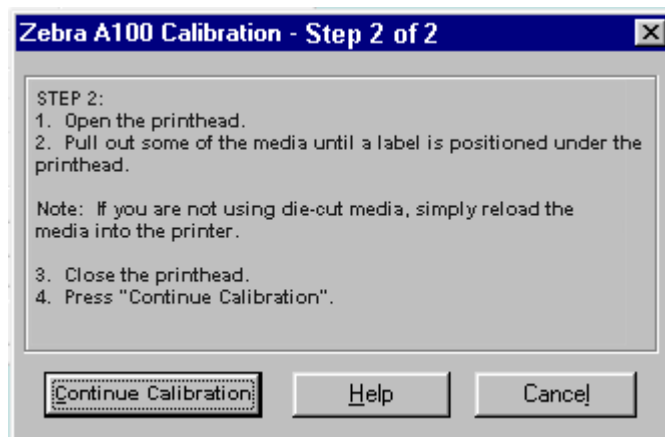 Zebra A100 Calibration - Step 2 of 2
STEP 2:
1. Open the printhead.
2. Pull out some of the media until a label is positioned under the
printhead.
Note: If you are not using die-cut media, simply reload the
media into the printer.
3. Close the printhead.
4. Press "Continue Calibration".
Continue Calibration
Help
Cancel